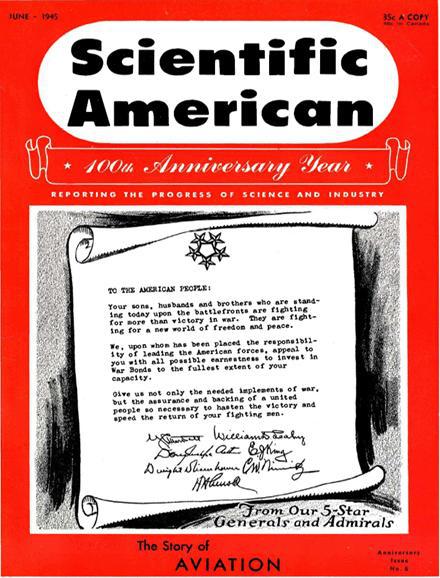 JUNE - 1945
35c A COPY
40c in Canada
Scientific
American
100th Anniversary Year
REPORTING THE PROGRESS OF SCIENCE AND INDUSTRY
TO THE AMERICAN PEOPLE:
Your sons, husbands and brothers who are stand-
ing today upon the battlefronts are fighting
for more than victory in war. They are fight-
ing for a new world of freedom and peace.
We, upon whom has been placed the responsibil-
ity of leading the American forces, appeal to
you with all possible earnestness to invest in
War Bonds to the fullest extent of your
capacity.
Give us not only the needed implements of war,
but the assurance and backing of a united
people so necessary to hasten the victory and
speed the return of your fighting men.
William D Leahy
E J King
Dwight D Eisenhower C W Nimitz
H H Arnold
From Our 5-Star
Generals and Admirals
The Story of
AVIATION
Anniversary
Issue
No. 6